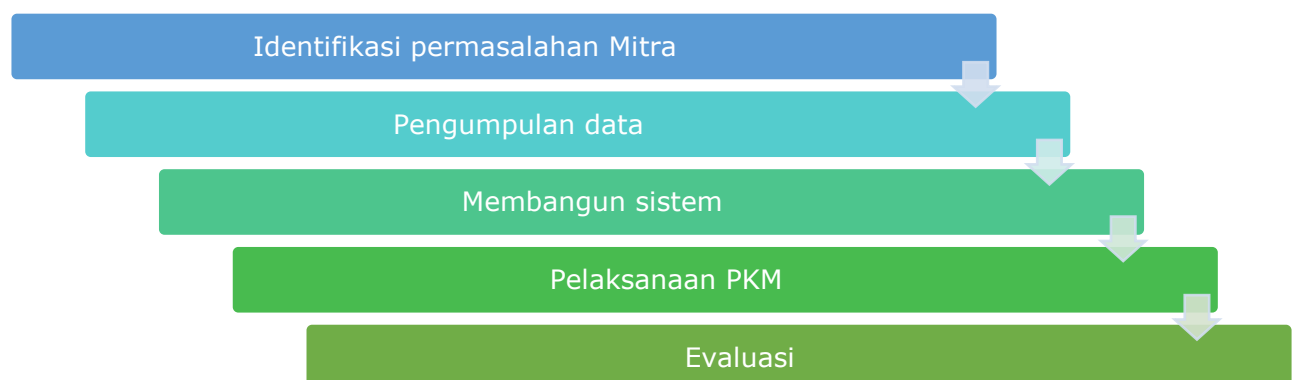 Identifikasi permasalahan Mitra
Pengumpulan data
Membangun sistem
Pelaksanaan PKM
Evaluasi